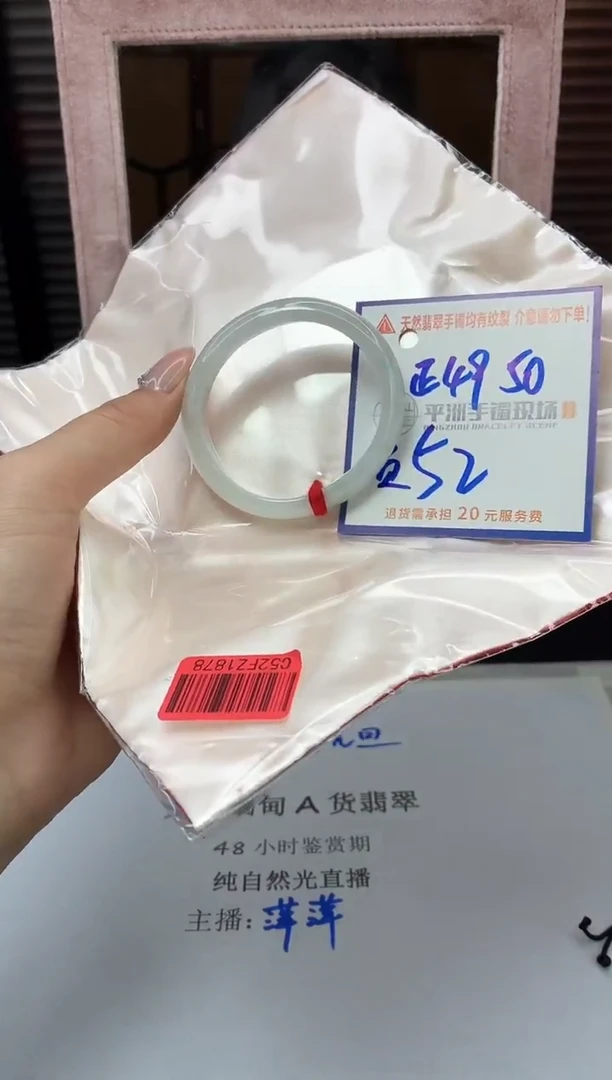 天然翡翠手镯均有纹裂 介意请勿下单!
正49 50
平洲手镯现场
PINGZHOU BRACELET SCENE
52
退货需承担 20 元服务费
C52FZ1878
缅甸 A 货翡翠
48 小时鉴赏期
纯自然光直播
主播: 萍萍